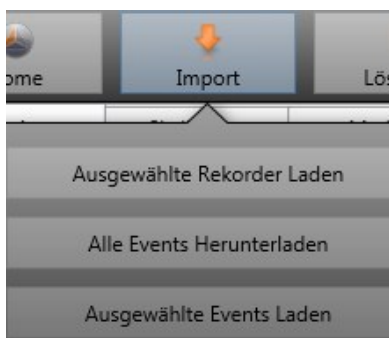 ome Import Lös
Ausgewählte Rekorder Laden
Alle Events Herunterladen
Ausgewählte Events Laden